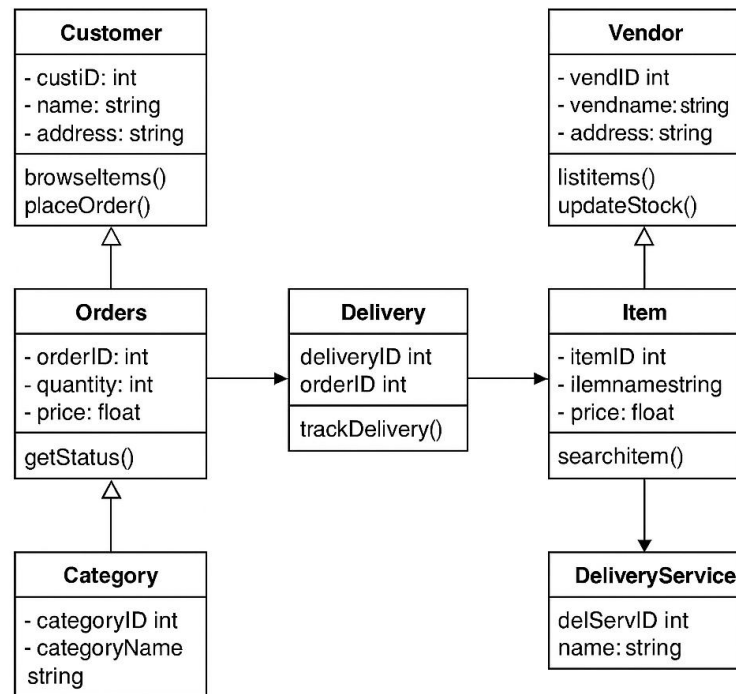 Customer
- custiD: int
- name: string
- address: string
browseItems()
placeOrder()
Vendor
- vendID int
- vendname: string
- address: string
listitems()
updateStock()
Orders
- orderID: int
- quantity: int
- price: float
getStatus()
Delivery
deliveryID int
orderID int
trackDelivery()
Item
- itemID int
- ilemnamestring
- price: float
searchitem()
Category
- categoryID int
- categoryName
string
DeliveryService
delServID int
name: string